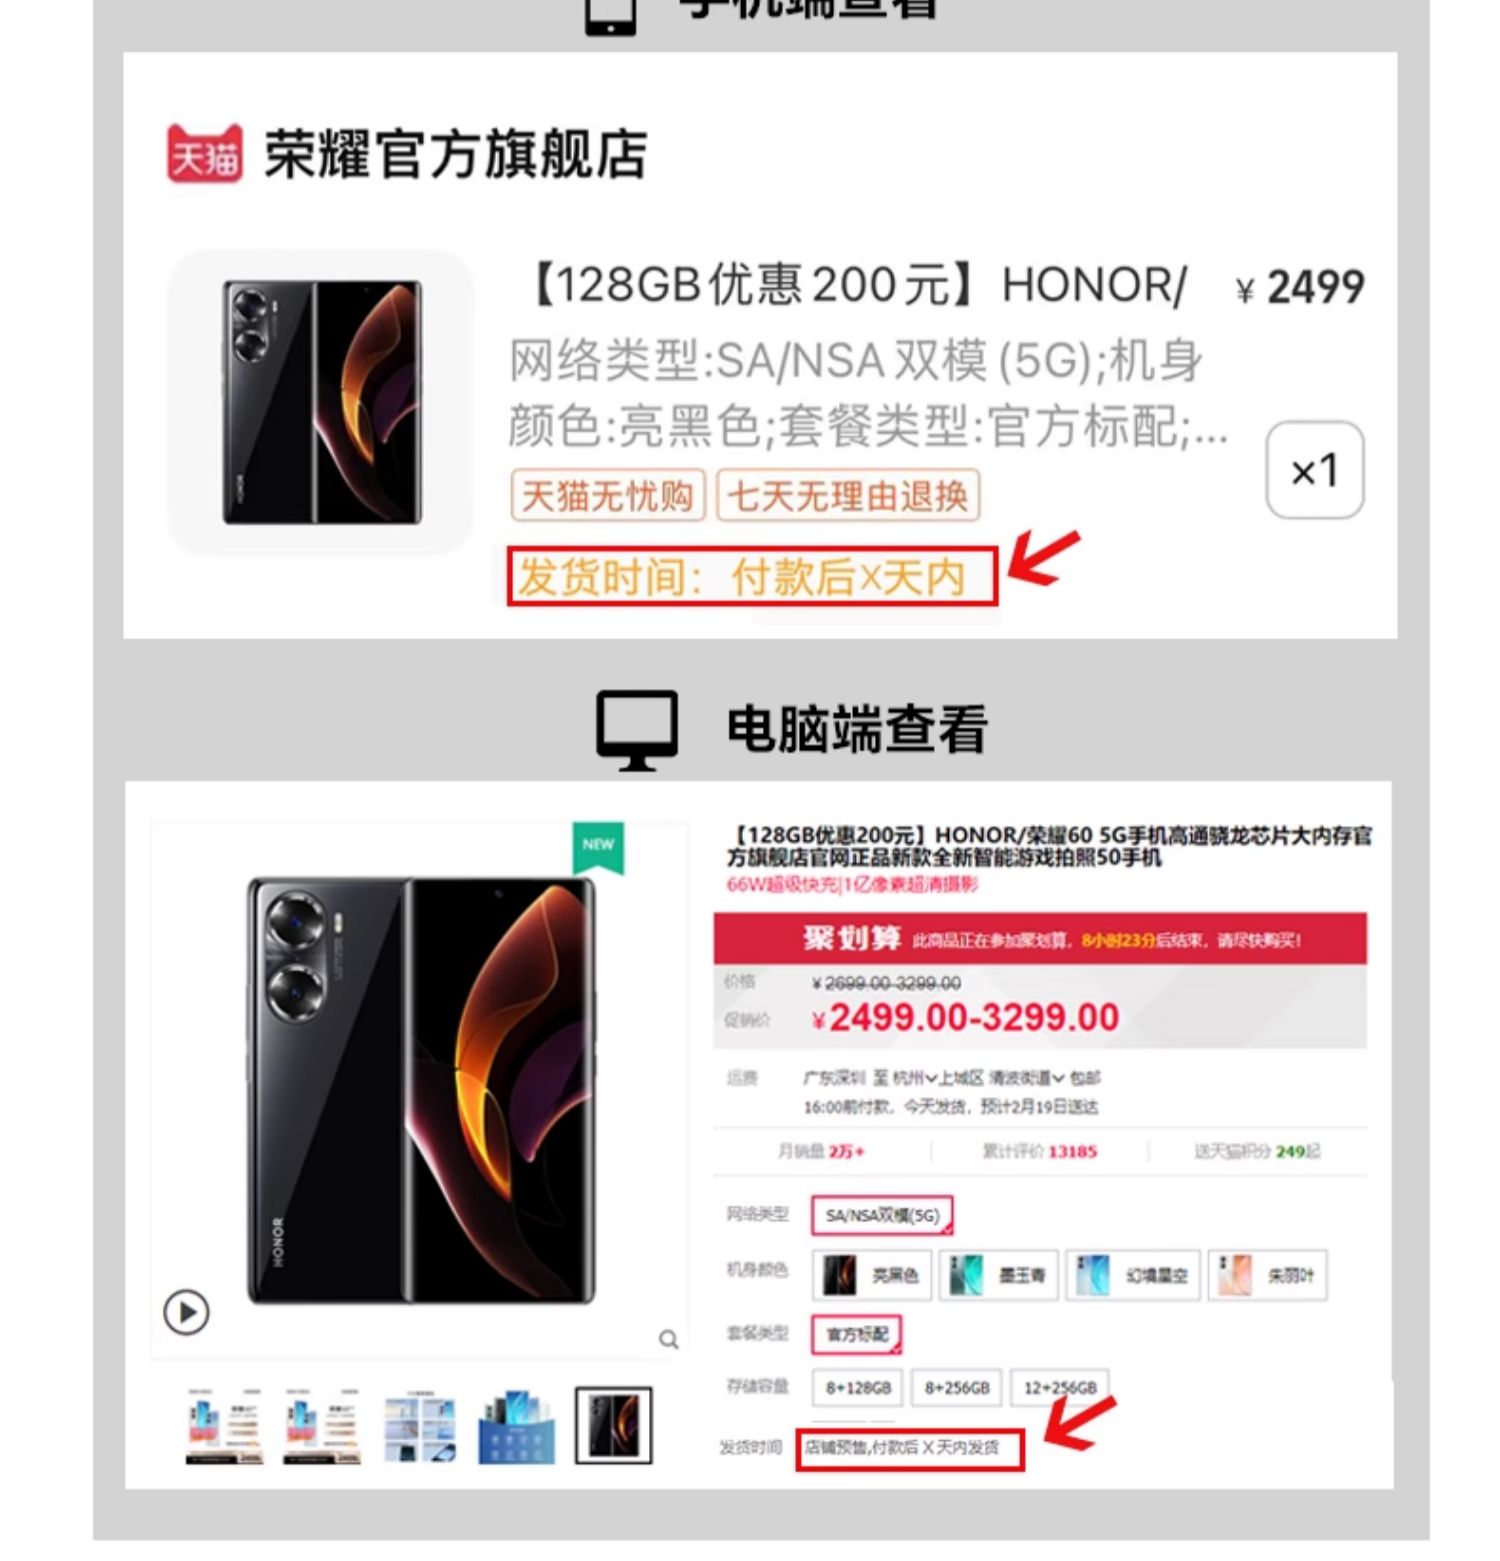 手机端查看
天猫 荣耀官方旗舰店
【128GB优惠200元】HONOR/ ¥ 2499
网络类型:SA/NSA双模(5G);机身
颜色:亮黑色;套餐类型:官方标配;...
×1
天猫无忧购 七天无理由退换
发货时间：付款后X天内
电脑端查看
NEW
HONOR
【128GB优惠200元】HONOR/荣耀60 5G手机高通骁龙芯片大内存官
方旗舰店官网正品新款全新智能游戏拍照50手机
66W超级快充|1亿像素超清摄影
聚划算 此商品正在参加聚划算，8小时23分后结束，请尽快购买！
价格 ¥2699.00-3299.00
促销价 ¥2499.00-3299.00
运费 广东深圳 至 杭州上城区 清波街道 包邮
16:00前付款，今天发货，预计2月19日送达
月销量 2万+ 累计评价 13185 送天猫积分 249起
网络类型 SA/NSA双模(5G)
机身颜色 亮黑色 墨玉青 幻境星空 朱丽叶
套餐类型 官方标配
存储容量 8+128GB 8+256GB 12+256GB
发货时间 店铺预售,付款后 X 天内发货